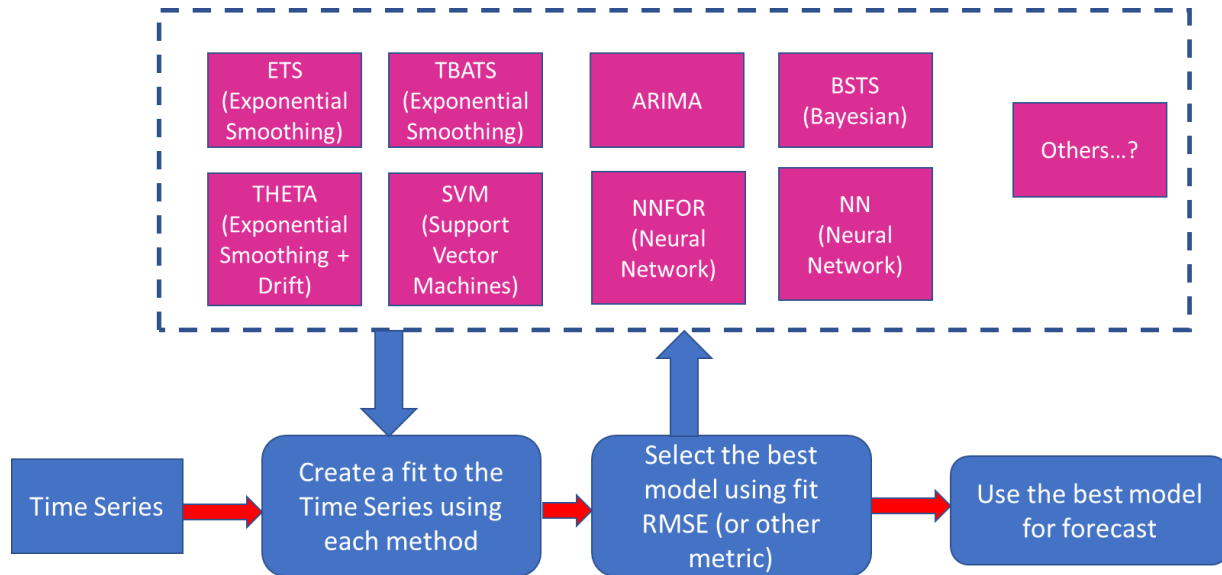 ETS
(Exponential
Smoothing)
TBATS
(Exponential
Smoothing)
ARIMA
BSTS
(Bayesian)
Others...?
THETA
(Exponential
Smoothing +
Drift)
SVM
(Support
Vector
Machines)
NNFOR
(Neural
Network)
NN
(Neural
Network)
Time Series
Create a fit to the
Time Series using
each method
Select the best
model using fit
RMSE (or other
metric)
Use the best model
for forecast